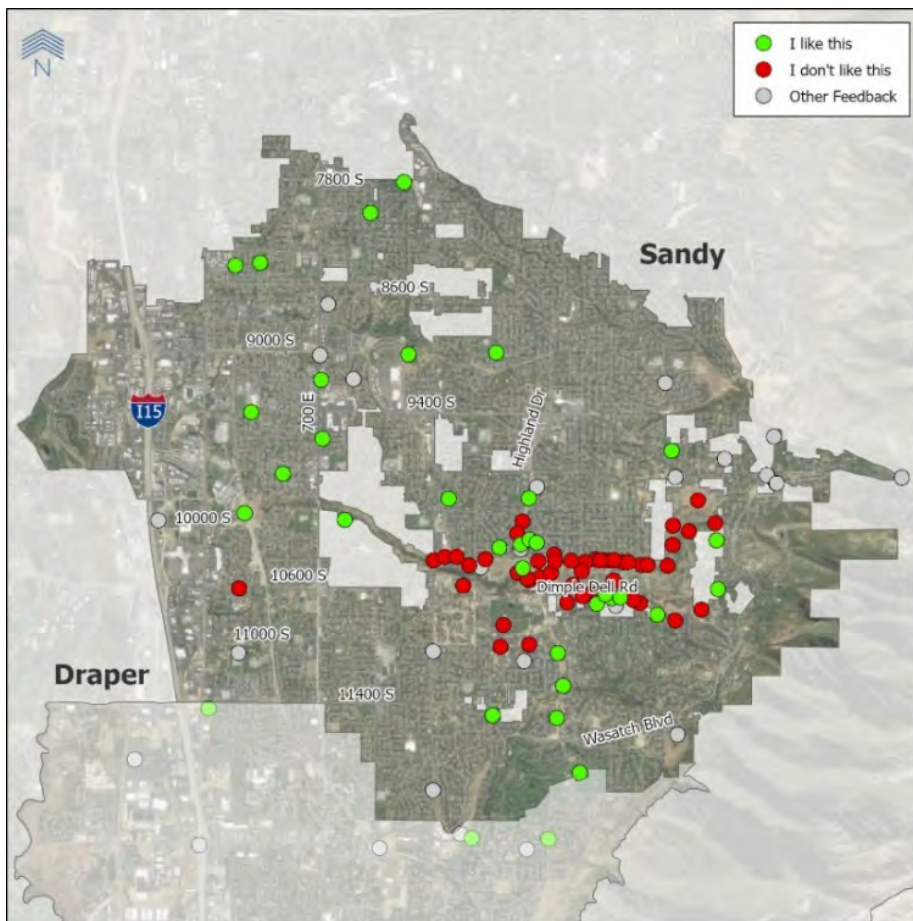 N
I like this
I don't like this
Other Feedback
7800 S
Sandy
8600 S
9000 S
700 E
9400 S
I15
Highland Dr
10000 S
10600 S
Dimple Dell Rd
11000 S
Draper
11400 S
Wasatch Blvd